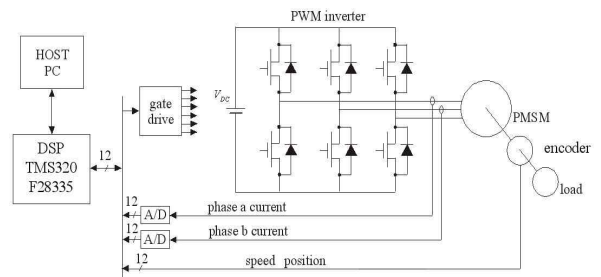 PWM inverter
HOST
PC
gate
drive
V_DC
PMSM
DSP
TMS320
F28335
12
encoder
load
12
A/D
phase a current
12
A/D
phase b current
12
speed position